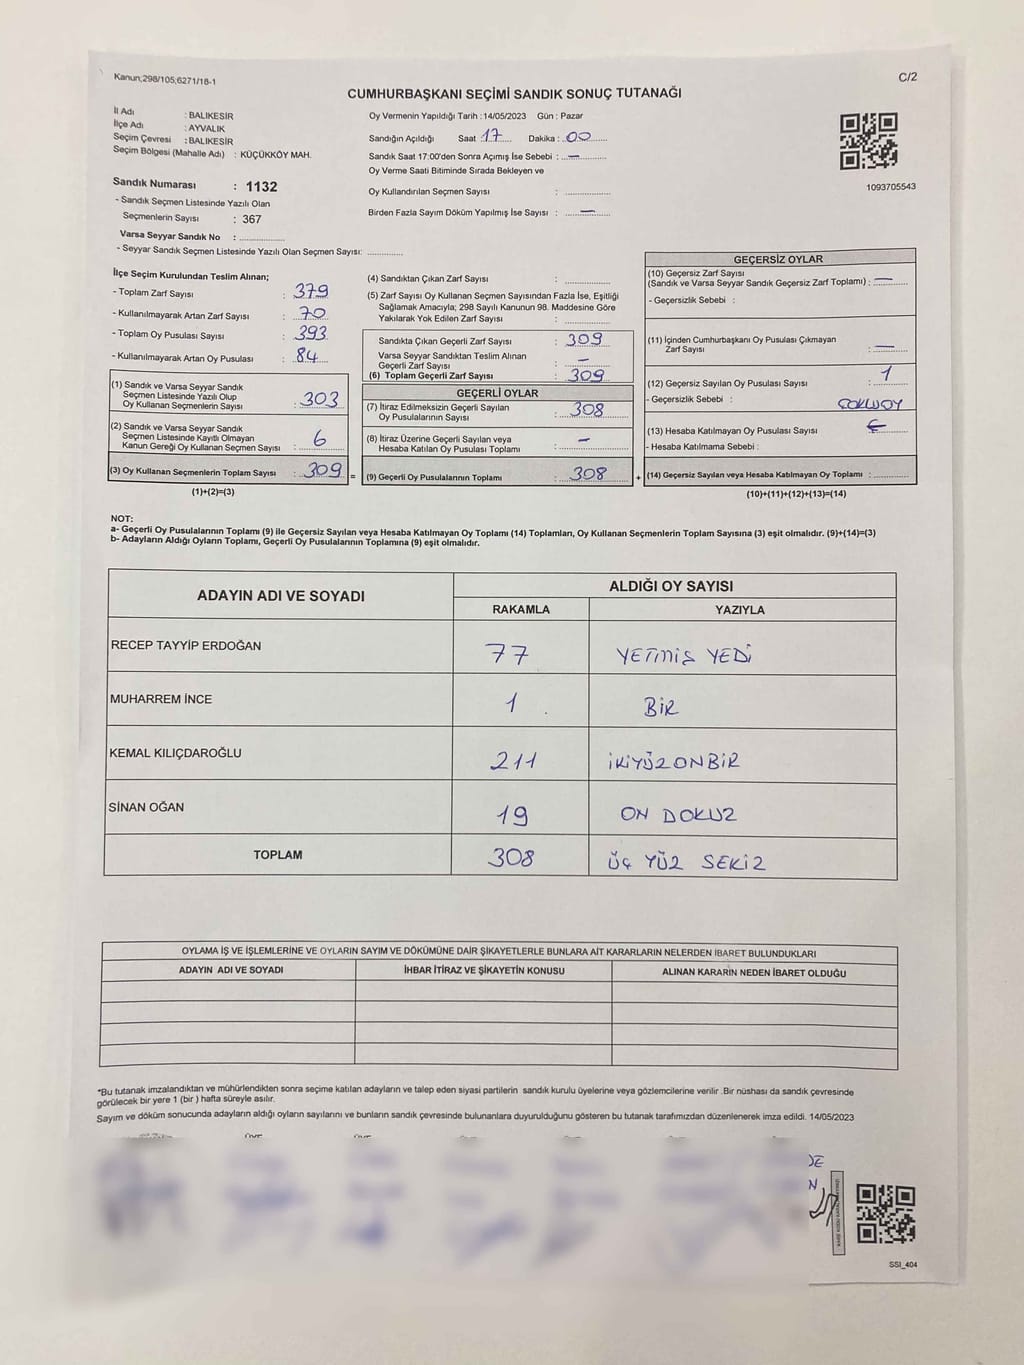 Kanun;298/105;6271/18-1
C/2
CUMHURBAŞKANI SEÇİMİ SANDIK SONUÇ TUTANAĞI
İl Adı : BALIKESİR
İlçe Adı : AYVALIK
Seçim Çevresi : BALIKESİR
Seçim Bölgesi (Mahalle Adı) : KÜÇÜKKÖY MAH.
Oy Vermenin Yapıldığı Tarih : 14/05/2023 Gün : Pazar
Sandığın Açıldığı Saat 17 Dakika : 00
Sandık Saat 17:00'den Sonra Açımış İse Sebebi : —
Oy Verme Saati Bitiminde Sırada Bekleyen ve
Oy Kullandırılan Seçmen Sayısı :
Birden Fazla Sayım Döküm Yapılmış İse Sayısı : —
1093705543
Sandık Numarası : 1132
- Sandık Seçmen Listesinde Yazılı Olan
Seçmenlerin Sayısı : 367
Varsa Seyyar Sandık No :
- Seyyar Sandık Seçmen Listesinde Yazılı Olan Seçmen Sayısı:
İlçe Seçim Kurulundan Teslim Alınan;
- Toplam Zarf Sayısı : 379
- Kullanılmayarak Artan Zarf Sayısı : 70
- Toplam Oy Pusulası Sayısı : 393
- Kullanılmayarak Artan Oy Pusulası : 84
(1) Sandık ve Varsa Seyyar Sandık
Seçmen Listesinde Yazılı Olup
Oy Kullanan Seçmenlerin Sayısı : 303
(2) Sandık ve Varsa Seyyar Sandık
Seçmen Listesinde Kayıtlı Olmayan
Kanun Gereği Oy Kullanan Seçmen Sayısı : 6
(3) Oy Kullanan Seçmenlerin Toplam Sayısı : 309 =
(1)+(2)=(3)
(4) Sandıktan Çıkan Zarf Sayısı :
(5) Zarf Sayısı Oy Kullanan Seçmen Sayısından Fazla İse, Eşitliği
Sağlamak Amacıyla; 298 Sayılı Kanunun 98. Maddesine Göre
Yakılarak Yok Edilen Zarf Sayısı :
Sandıkta Çıkan Geçerli Zarf Sayısı : 309
Varsa Seyyar Sandıktan Teslim Alınan
Geçerli Zarf Sayısı : —
(6) Toplam Geçerli Zarf Sayısı : 309
GEÇERLİ OYLAR
(7) İtiraz Edilmeksizin Geçerli Sayılan
Oy Pusulalarının Sayısı : 308
(8) İtiraz Üzerine Geçerli Sayılan veya
Hesaba Katılan Oy Pusulası Toplamı : —
(9) Geçerli Oy Pusulalarının Toplamı : 308 +
GEÇERSİZ OYLAR
(10) Geçersiz Zarf Sayısı
(Sandık ve Varsa Seyyar Sandık Geçersiz Zarf Toplamı) : —
- Geçersizlik Sebebi :
(11) İçinden Cumhurbaşkanı Oy Pusulası Çıkmayan
Zarf Sayısı : —
(12) Geçersiz Sayılan Oy Pusulası Sayısı : 1
- Geçersizlik Sebebi : ÇOKLU OY
(13) Hesaba Katılmayan Oy Pusulası Sayısı :
- Hesaba Katılmama Sebebi :
(14) Geçersiz Sayılan veya Hesaba Katılmayan Oy Toplamı :
(10)+(11)+(12)+(13)=(14)
NOT:
a- Geçerli Oy Pusulalarının Toplamı (9) ile Geçersiz Sayılan veya Hesaba Katılmayan Oy Toplamı (14) Toplamları, Oy Kullanan Seçmenlerin Toplam Sayısına (3) eşit olmalıdır. (9)+(14)=(3)
b- Adayların Aldığı Oyların Toplamı, Geçerli Oy Pusulalarının Toplamına (9) eşit olmalıdır.
ADAYIN ADI VE SOYADI
ALDIĞI OY SAYISI
RAKAMLA YAZIYLA
RECEP TAYYİP ERDOĞAN 77 YETMİŞ YEDİ
MUHARREM İNCE 1 BİR
KEMAL KILIÇDAROĞLU 211 İKİYÜZONBİR
SİNAN OĞAN 19 ON DOKUZ
TOPLAM 308 ÜÇ YÜZ SEKİZ
OYLAMA İŞ VE İŞLEMLERİNE VE OYLARIN SAYIM VE DÖKÜMÜNE DAİR ŞİKAYETLERLE BUNLARA AİT KARARLARIN NELERDEN İBARET BULUNDUKLARI
ADAYIN ADI VE SOYADI İHBAR İTİRAZ VE ŞİKAYETİN KONUSU ALINAN KARARIN NEDEN İBARET OLDUĞU
*Bu tutanak imzalandıktan ve mühürlendikten sonra seçime katılan adayların ve talep eden siyasi partilerin sandık kurulu üyelerine veya gözlemcilerine verilir .Bir nüshası da sandık çevresinde
görülecek bir yere 1 (bir ) hafta süreyle asılır.
Sayım ve döküm sonucunda adayların aldığı oyların sayılarını ve bunların sandık çevresinde bulunanlara duyurulduğunu gösteren bu tutanak tarafımızdan düzenlenerek imza edildi. 14/05/2023
SSI_404